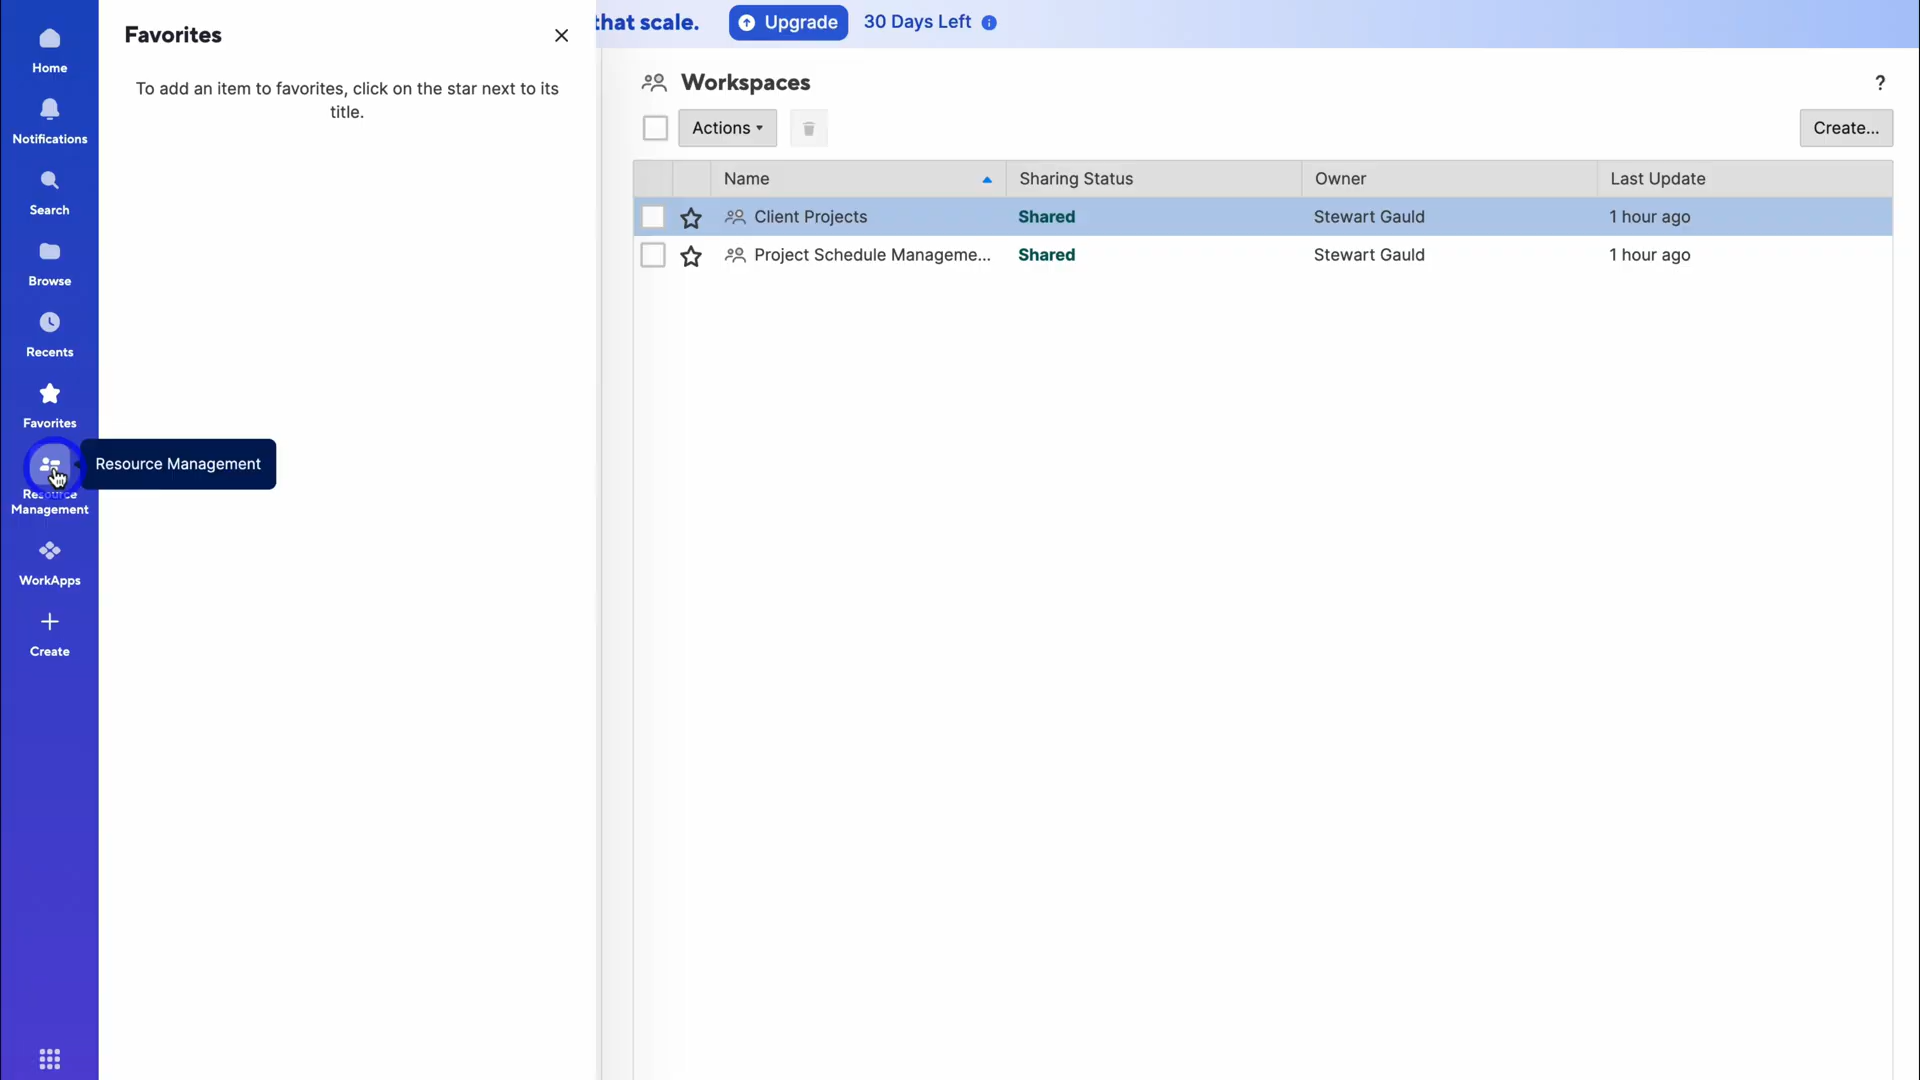 Home
Notifications
Search
Browse
Recents
Favorites
Resource
Management
WorkApps
Create
Resource Management
Favorites
To add an item to favorites, click on the star next to its
title.
that scale.
Upgrade
30 Days Left
Workspaces
?
Actions
Create...
Name Sharing Status Owner Last Update
Client Projects Shared Stewart Gauld 1 hour ago
Project Schedule Manageme... Shared Stewart Gauld 1 hour ago